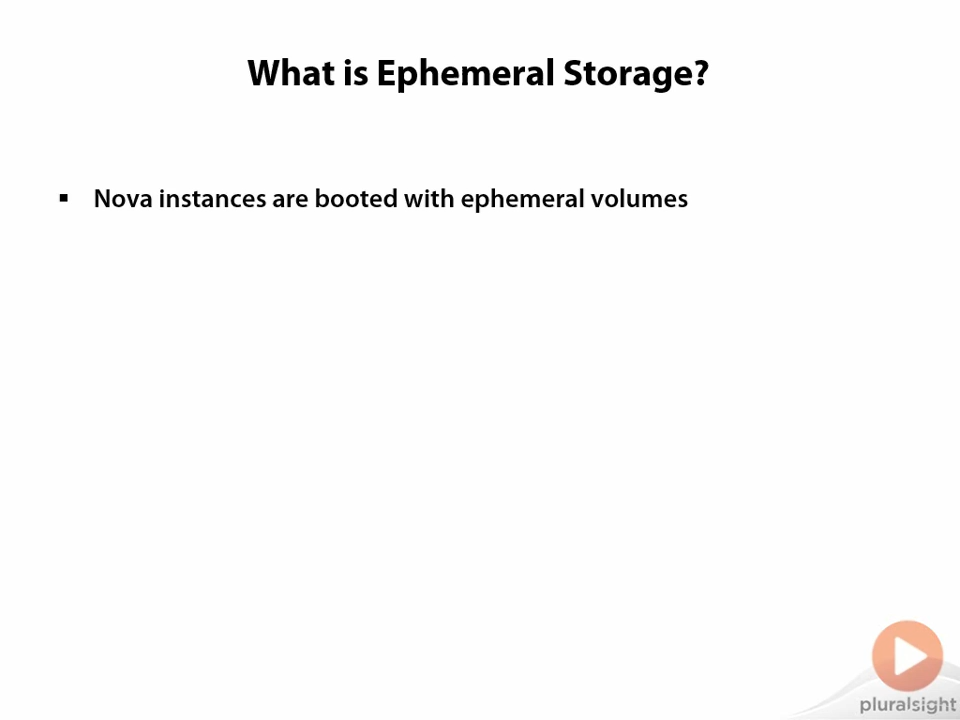 What is Ephemeral Storage?
▪ Nova instances are booted with ephemeral volumes
pluralsight